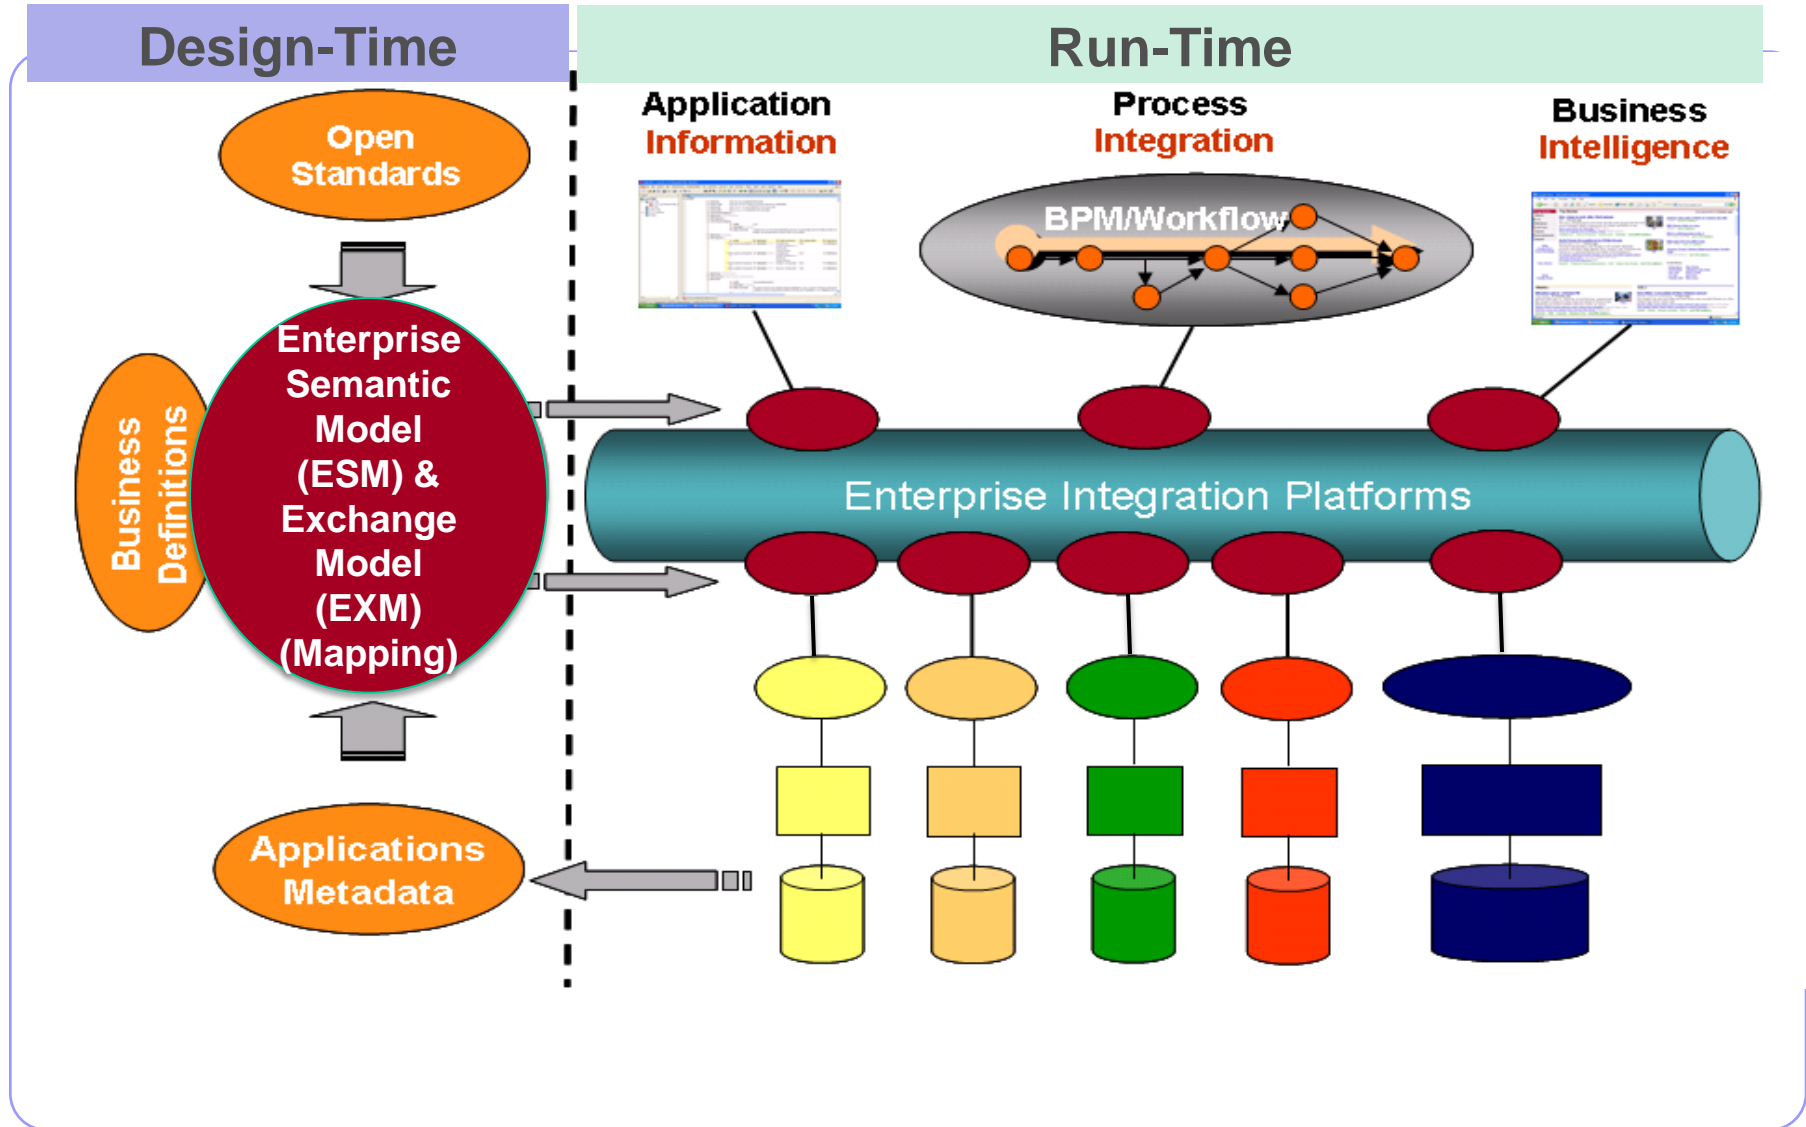 Design-Time
Run-Time
Open
Standards
Business
Definitions
Enterprise
Semantic
Model
(ESM) &
Exchange
Model
(EXM)
(Mapping)
Applications
Metadata
Application
Information
Process
Integration
Business
Intelligence
BPM/Workflow
Enterprise Integration Platforms